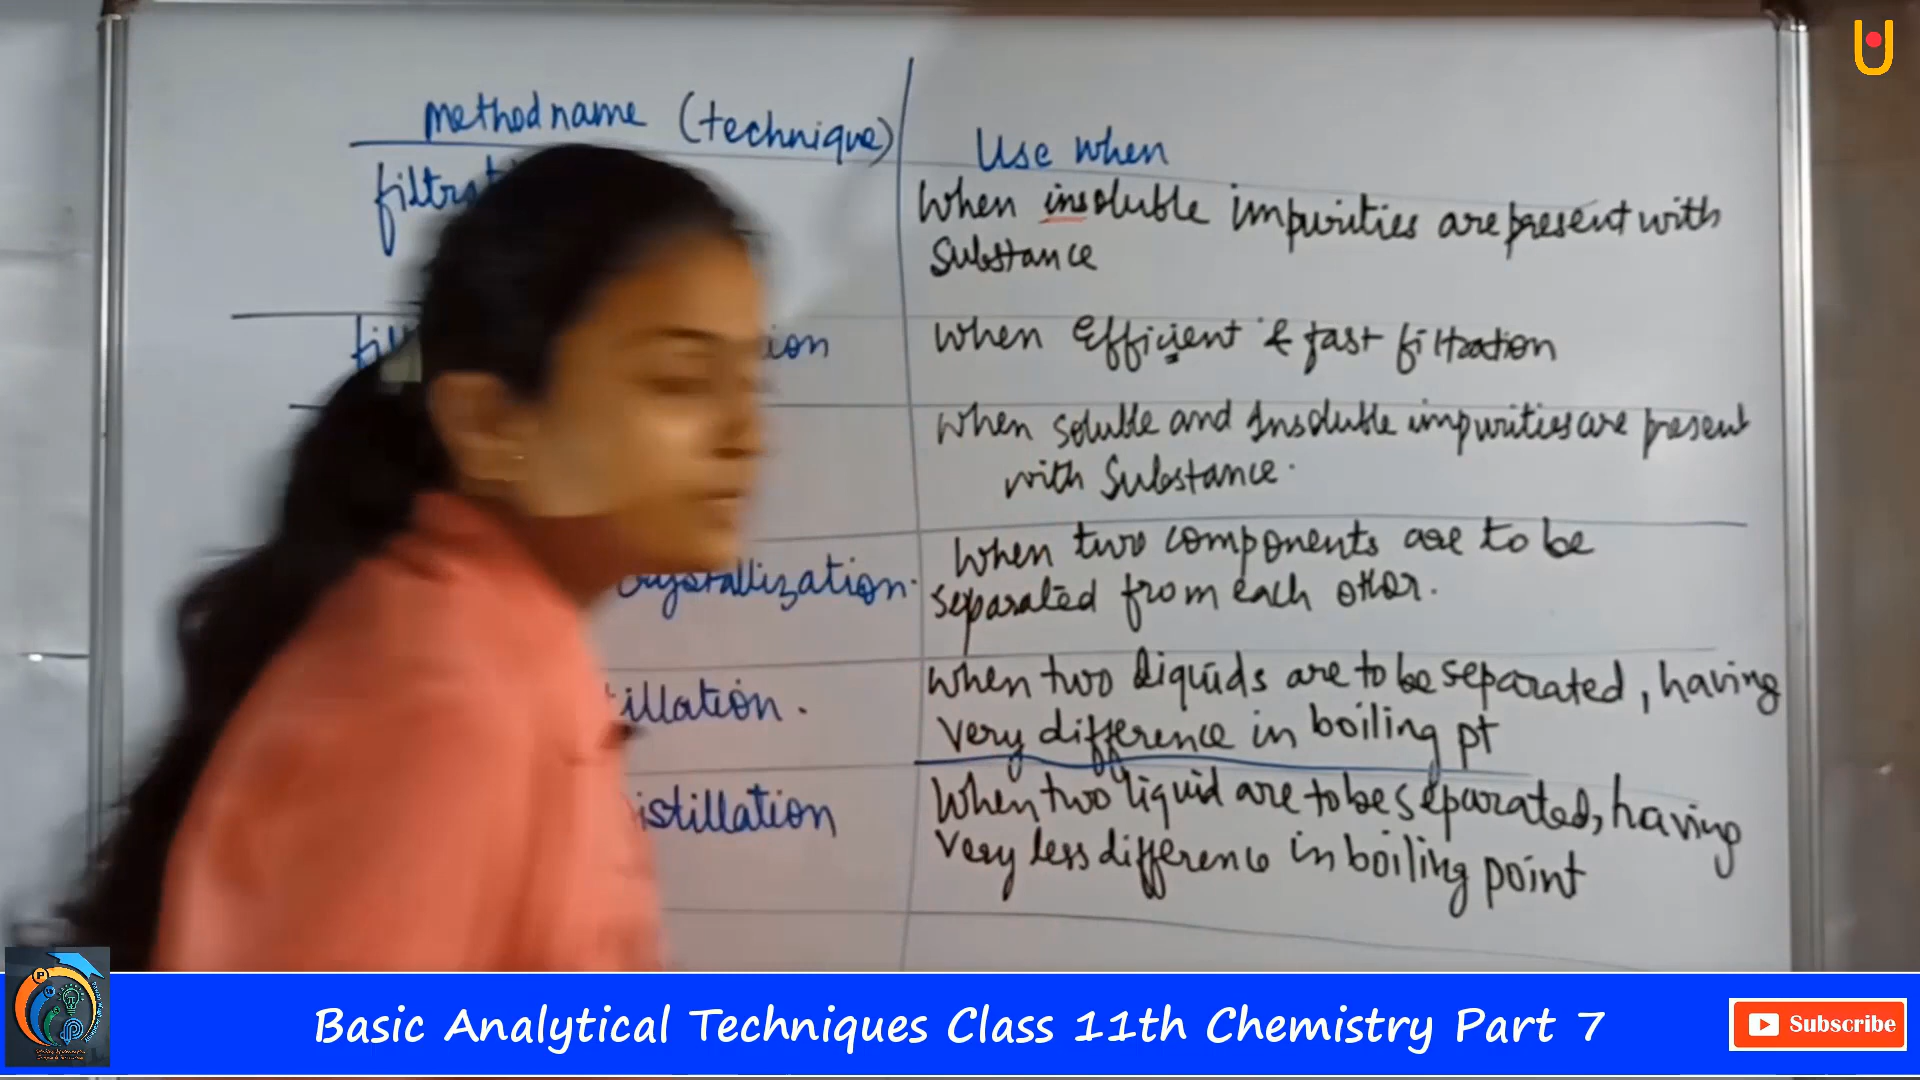 Method name (technique)
Use when
When insoluble impurities are present with
Substance
When Efficient & fast filtration
When soluble and Insoluble impurities are present
with Substance.
crystallization.
When two components are to be
separated from each other.
When two liquids are to be separated, having
very difference in boiling pt
When two liquid are to be separated, having
very less difference in boiling point
Basic Analytical Techniques Class 11th Chemistry Part 7
Subscribe